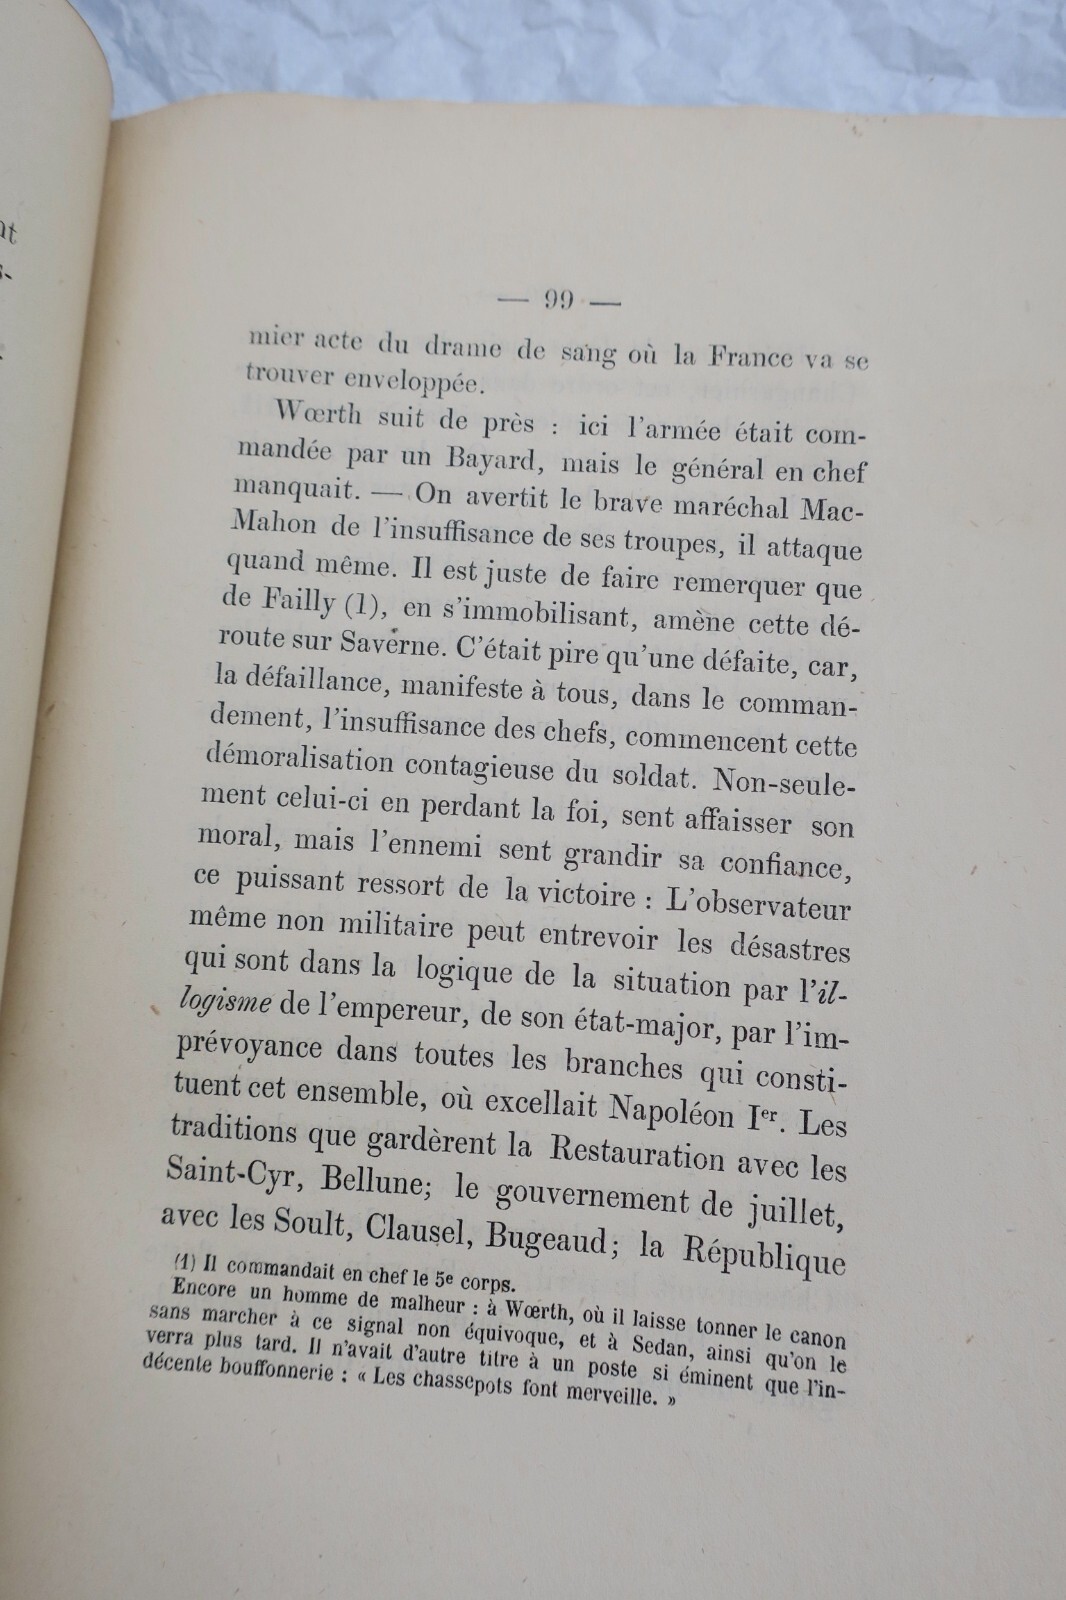 nt
s-
— 99 —
mier acte du drame de sang où la France va se
trouver enveloppée.
Wœrth suit de près : ici l'armée était com-
mandée par un Bayard, mais le général en chef
manquait. — On avertit le brave maréchal Mac-
Mahon de l'insuffisance de ses troupes, il attaque
quand même. Il est juste de faire remerquer que
de Failly (1), en s'immobilisant, amène cette dé-
route sur Saverne. C'était pire qu'une défaite, car,
la défaillance, manifeste à tous, dans le comman-
dement, l'insuffisance des chefs, commencent cette
démoralisation contagieuse du soldat. Non-seule-
ment celui-ci en perdant la foi, sent affaisser son
moral, mais l'ennemi sent grandir sa confiance,
ce puissant ressort de la victoire : L'observateur
même non militaire peut entrevoir les désastres
qui sont dans la logique de la situation par l'il-
logisme de l'empereur, de son état-major, par l'im-
prévoyance dans toutes les branches qui consti-
tuent cet ensemble, où excellait Napoléon Ier. Les
traditions que gardèrent la Restauration avec les
Saint-Cyr, Bellune; le gouvernement de juillet,
avec les Soult, Clausel, Bugeaud; la République
(1) Il commandait en chef le 5e corps.
Encore un homme de malheur : à Wœrth, où il laisse tonner le canon
sans marcher à ce signal non équivoque, et à Sedan, ainsi qu'on le
verra plus tard. Il n'avait d'autre titre à un poste si éminent que l'in-
décente bouffonnerie : « Les chassepots font merveille. »